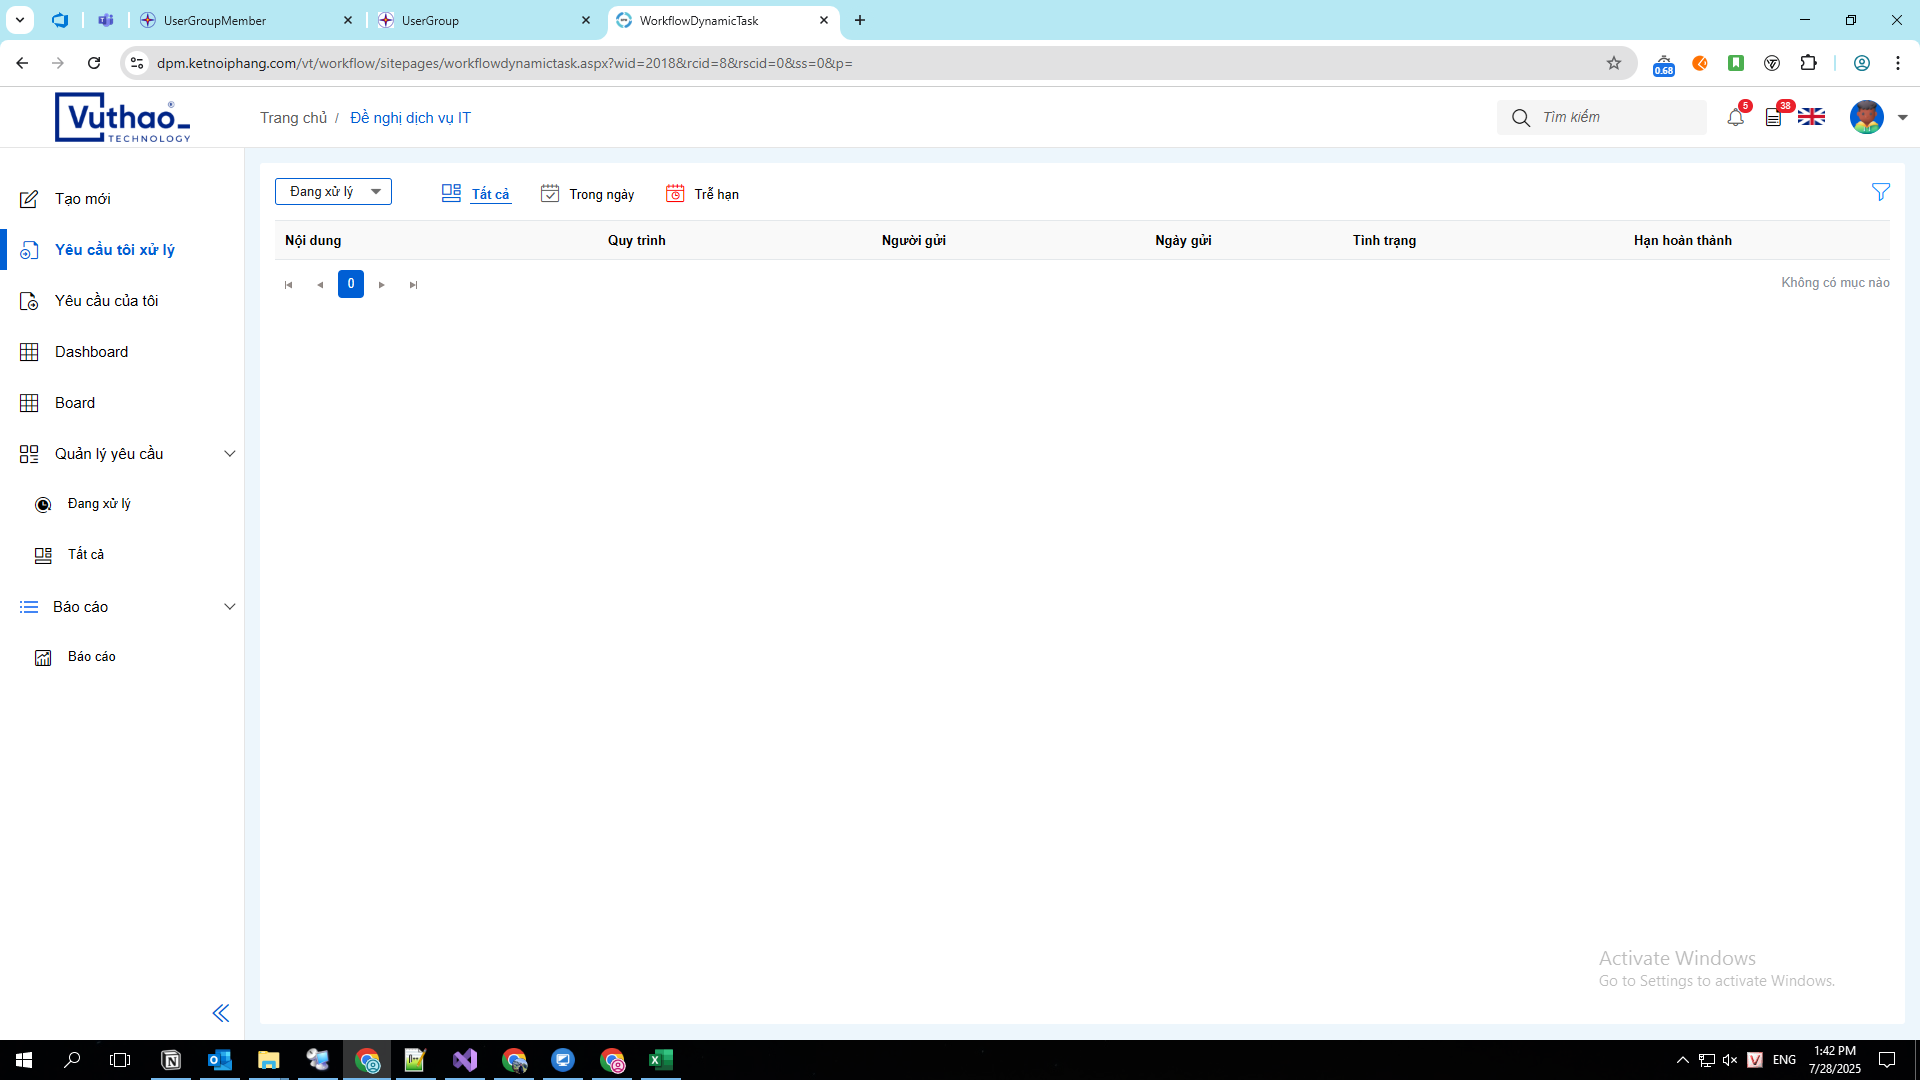 UserGroupMember
UserGroup
WorkflowDynamicTask
dpm.ketnoiphang.com/vt/workflow/sitepages/workflowdynamictask.aspx?wid=2018&rcid=8&rscid=0&ss=0&p=
0.68
Vuthao®
TECHNOLOGY
Trang chủ / Đề nghị dịch vụ IT
Tìm kiếm
5
38
Tạo mới
Yêu cầu tôi xử lý
Yêu cầu của tôi
Dashboard
Board
Quản lý yêu cầu
Đang xử lý
Tất cả
Báo cáo
Báo cáo
Đang xử lý
Tất cả
Trong ngày
Trễ hạn
Nội dung Quy trình Người gửi Ngày gửi Tình trạng Hạn hoàn thành
0
Không có mục nào
Activate Windows
Go to Settings to activate Windows.
ENG
1:42 PM
7/28/2025